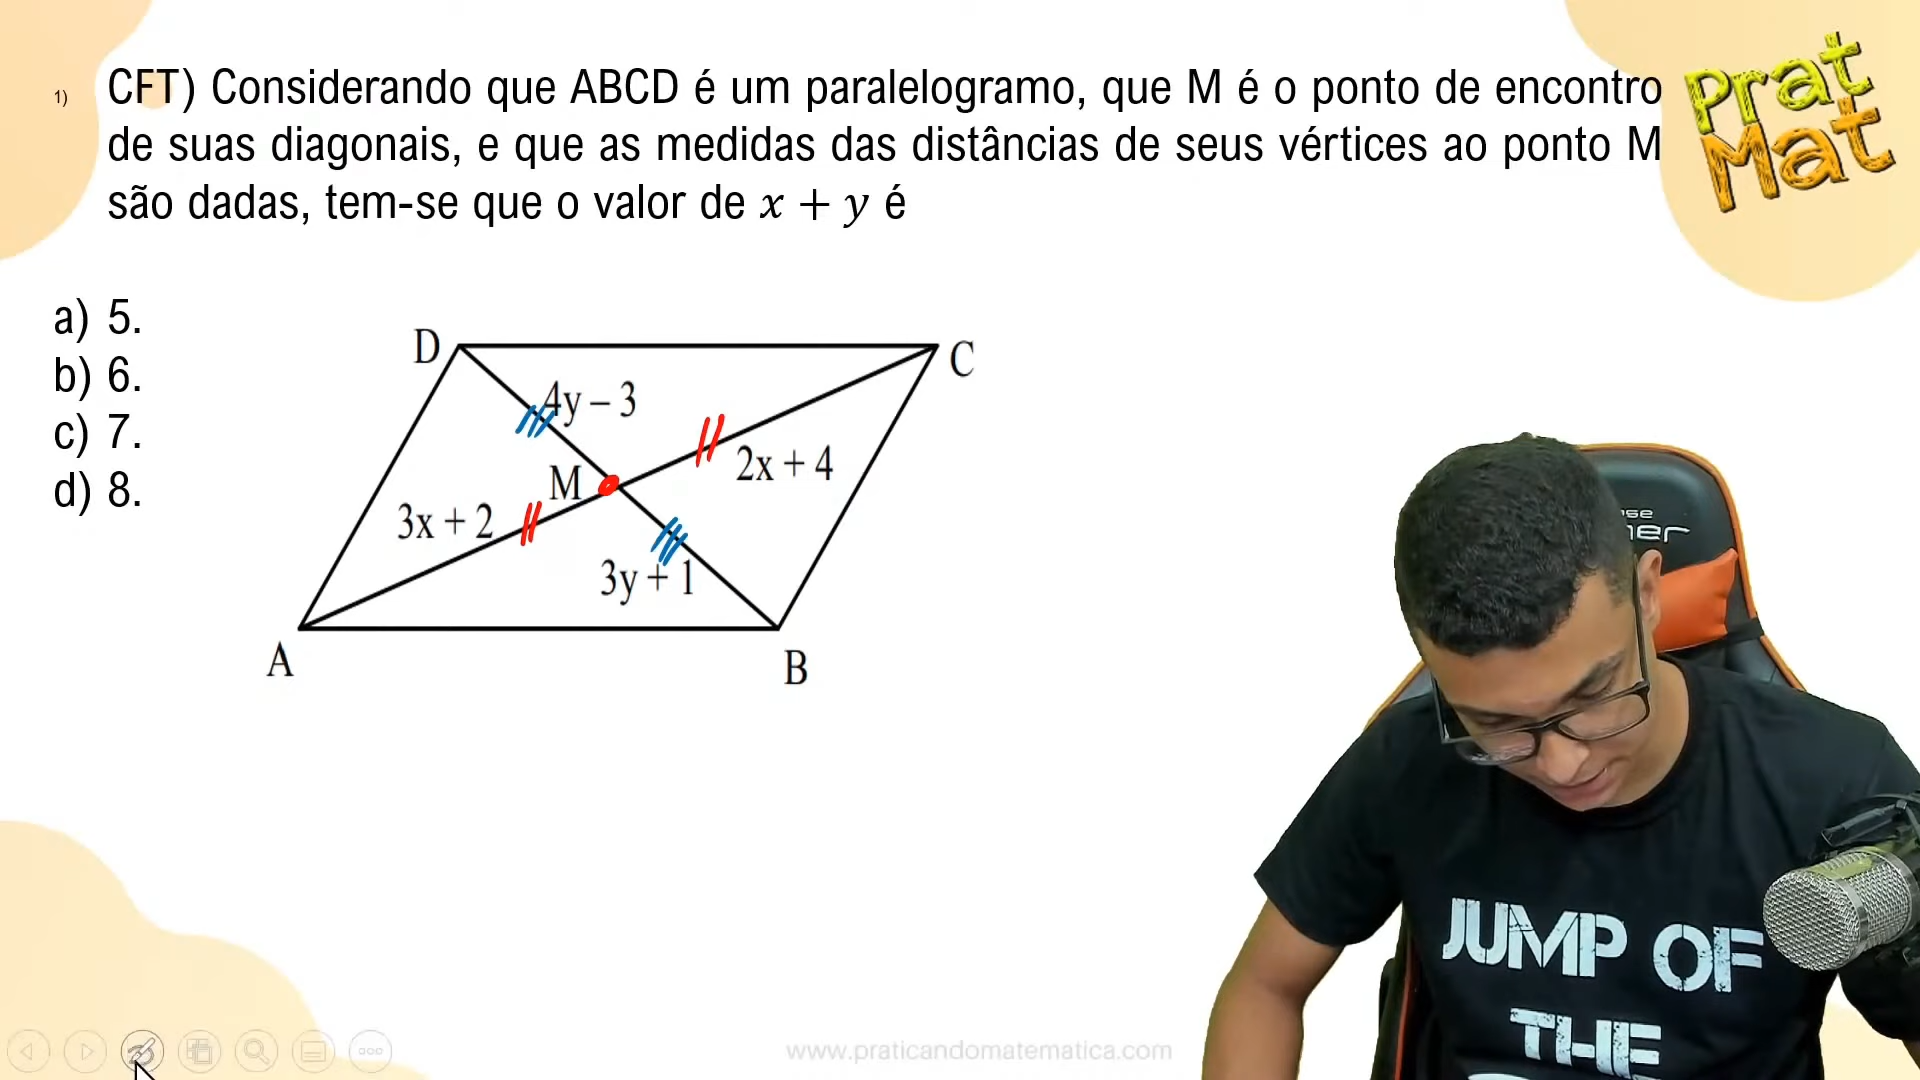 1) CFT) Considerando que ABCD é um paralelogramo, que M é o ponto de encontro
de suas diagonais, e que as medidas das distâncias de seus vértices ao ponto M
são dadas, tem-se que o valor de x + y é
Prat
Mat
a) 5.
b) 6.
c) 7.
d) 8.
D
C
4y – 3
2x + 4
M
3x + 2
3y + 1
A
B
JUMP OF
THE
www.praticandomatematica.com